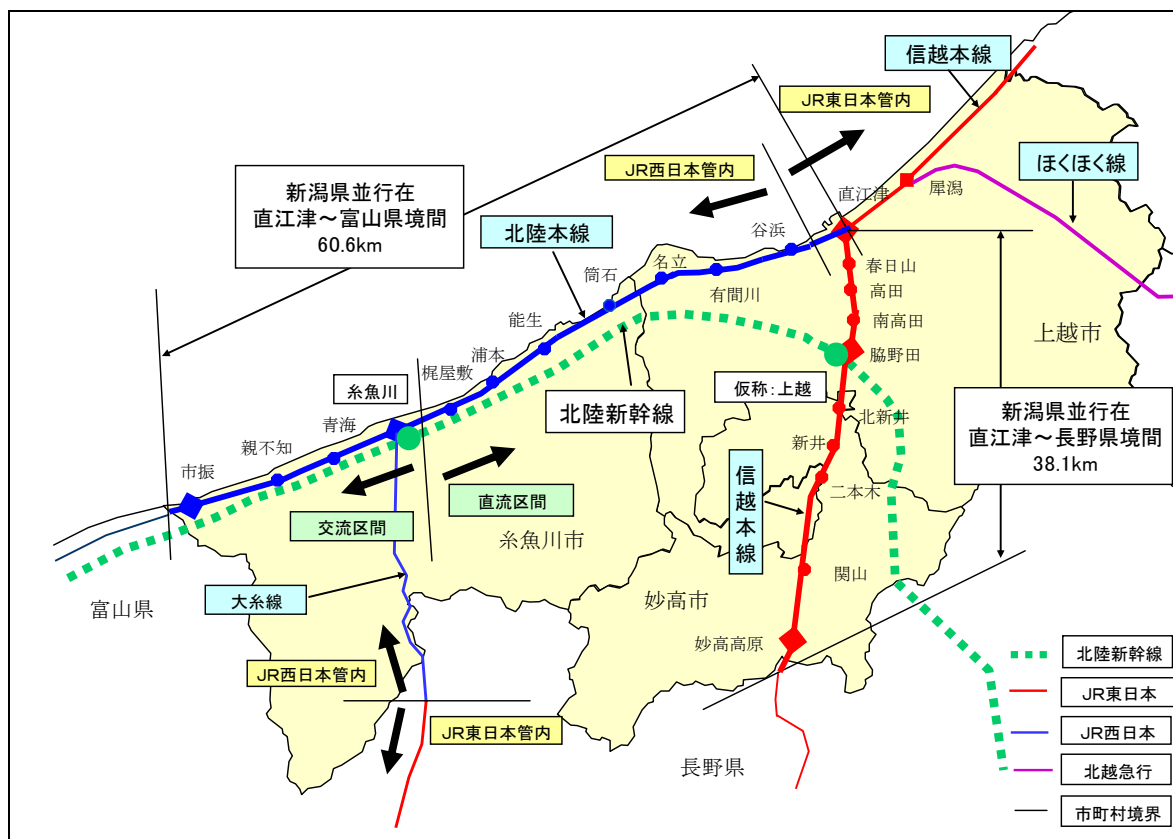 信越本線
JR東日本管内
ほくほく線
JR西日本管内
新潟県並行在
直江津～富山県境間
60.6km
直江津
犀潟
北陸本線
谷浜
名立
筒石
有間川
春日山
高田
南高田
上越市
能生
浦本
梶屋敷
脇野田
糸魚川
仮称：上越
北陸新幹線
北新井
新潟県並行在
直江津～長野県境間
38.1km
青海
親不知
市振
新井
二本木
信越本線
直流区間
交流区間
糸魚川市
関山
大糸線
富山県
妙高市
妙高高原
JR西日本管内
JR東日本管内
長野県
北陸新幹線
JR東日本
JR西日本
北越急行
市町村境界